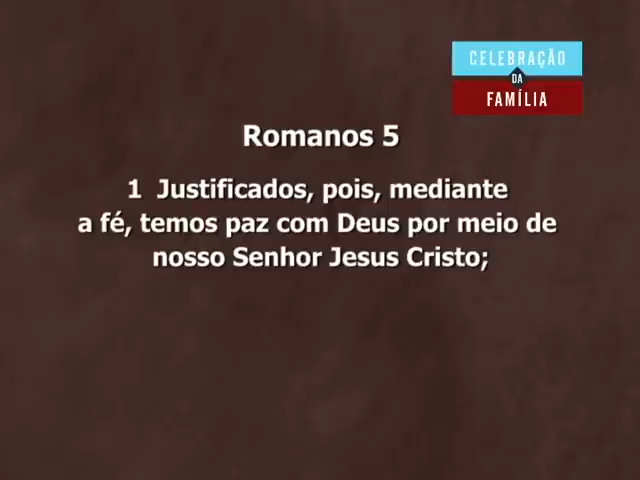 CELEBRAÇÃO
DA
FAMÍLIA
Romanos 5
1 Justificados, pois, mediante
a fé, temos paz com Deus por meio de
nosso Senhor Jesus Cristo;